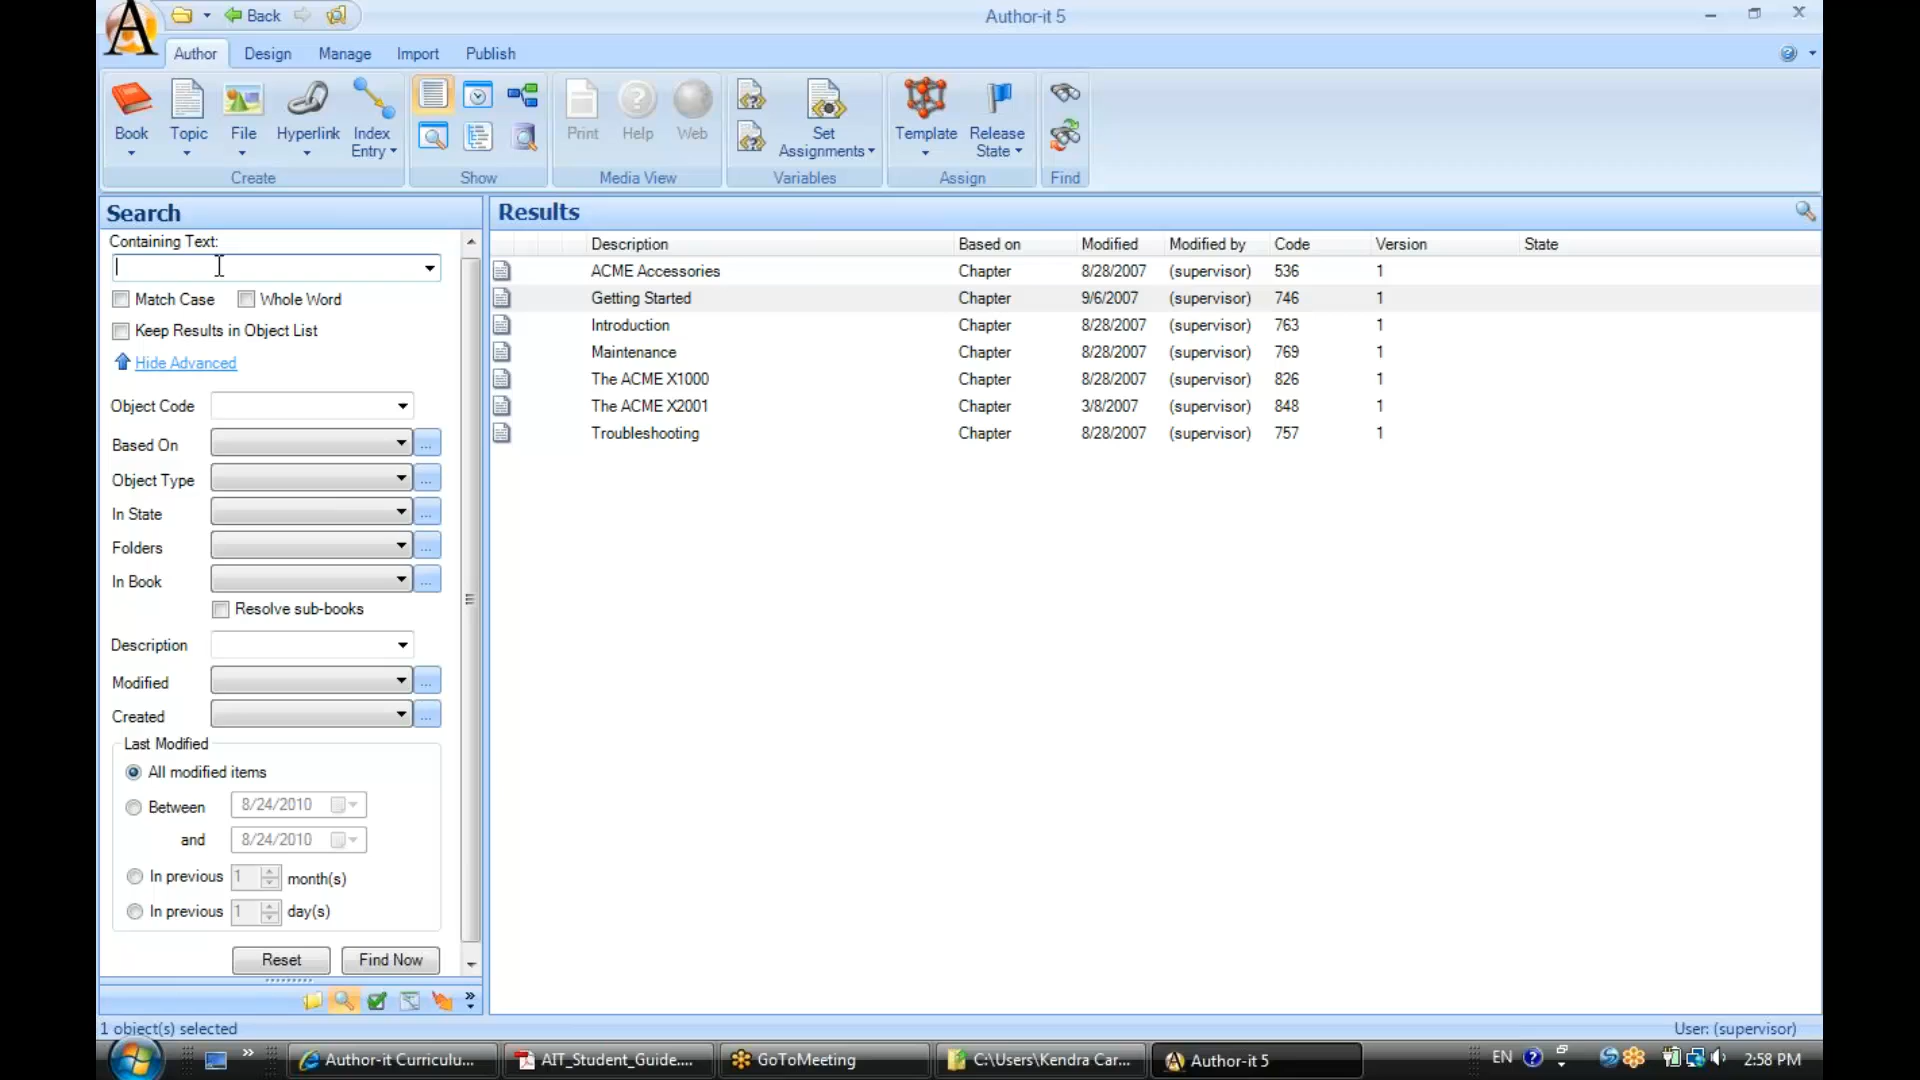 Back
Author-it 5
Author Design Manage Import Publish
Book Topic File Hyperlink Index Entry
Print Help Web
Set Assignments
Template Release State
Create Show Media View Variables Assign Find
Search
Containing Text:
Match Case Whole Word
Keep Results in Object List
Hide Advanced
Object Code
Based On ...
Object Type ...
In State ...
Folders ...
In Book ...
Resolve sub-books
Description
Modified ...
Created ...
Last Modified
All modified items
Between 8/24/2010
and 8/24/2010
In previous 1 month(s)
In previous 1 day(s)
Reset Find Now
Results
Description Based on Modified Modified by Code Version State
ACME Accessories Chapter 8/28/2007 (supervisor) 536 1
Getting Started Chapter 9/6/2007 (supervisor) 746 1
Introduction Chapter 8/28/2007 (supervisor) 763 1
Maintenance Chapter 8/28/2007 (supervisor) 769 1
The ACME X1000 Chapter 8/28/2007 (supervisor) 826 1
The ACME X2001 Chapter 3/8/2007 (supervisor) 848 1
Troubleshooting Chapter 8/28/2007 (supervisor) 757 1
1 object(s) selected User: (supervisor)
Author-it Curriculu... AIT_Student_Guide.... GoToMeeting C:\Users\Kendra Car... Author-it 5 EN 2:58 PM